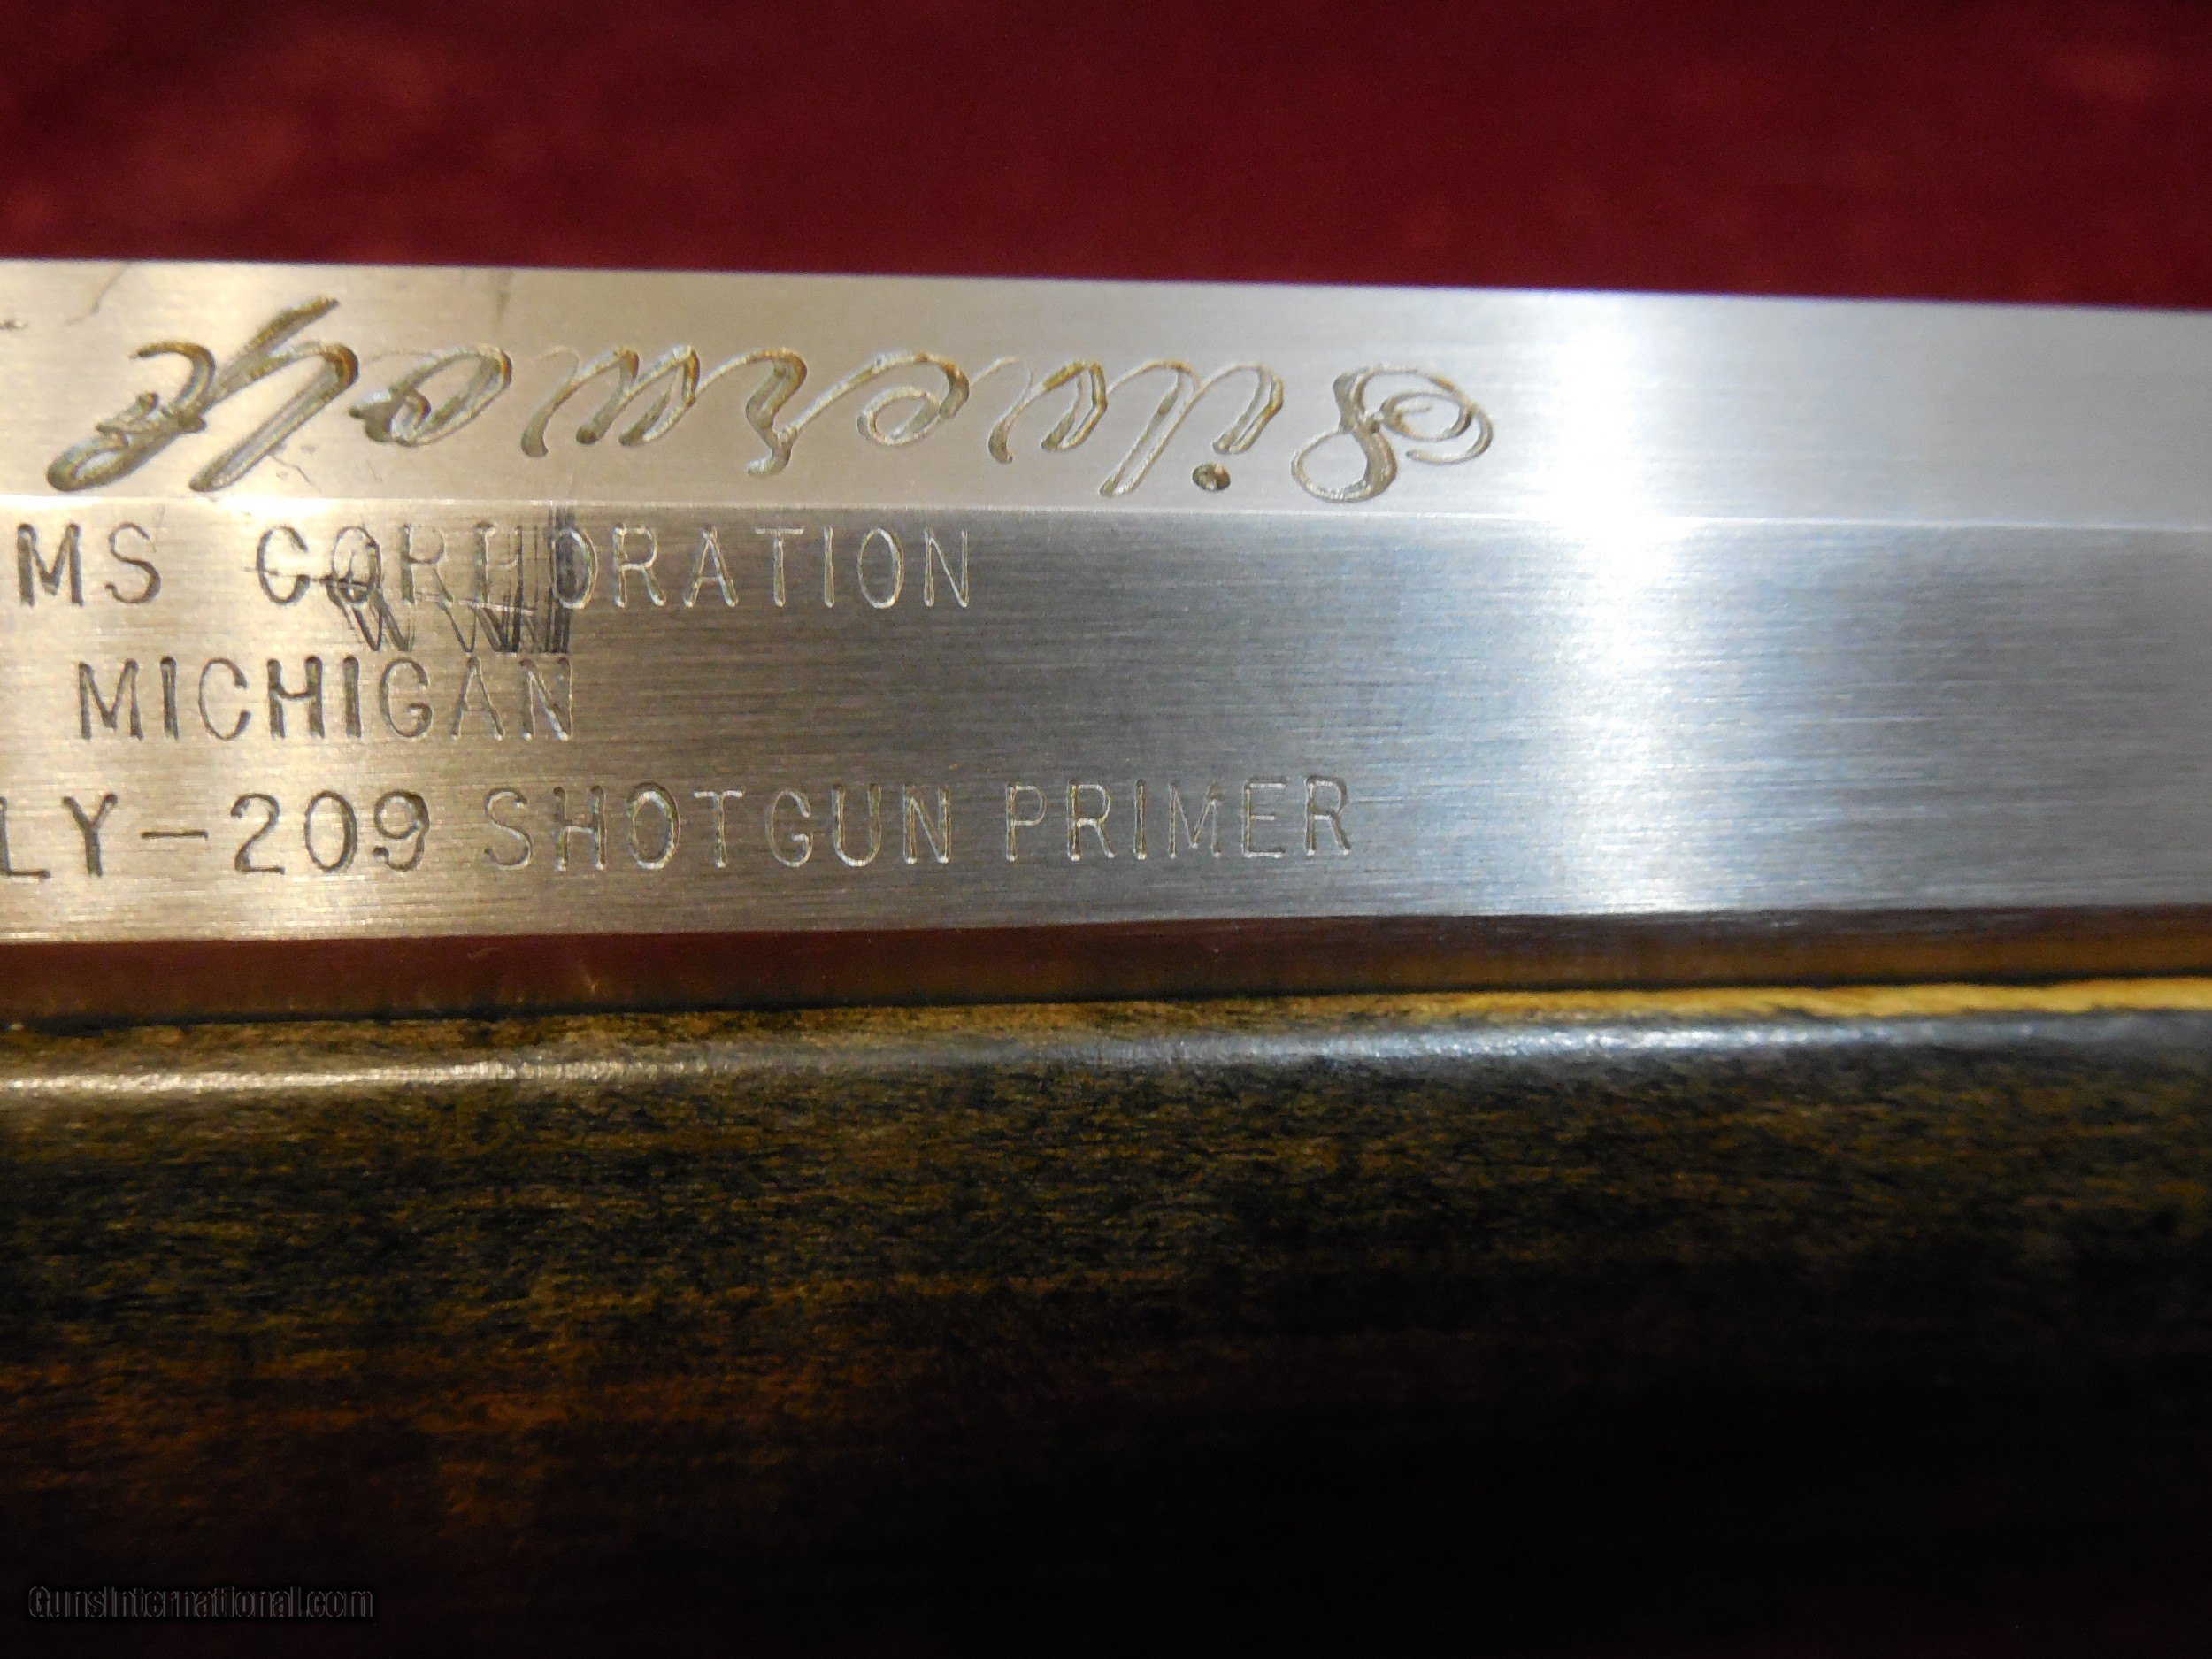 Silverwolf
MS CORPORATION
MICHIGAN
LY-209 SHOTGUN PRIMER
GunsInternational.com